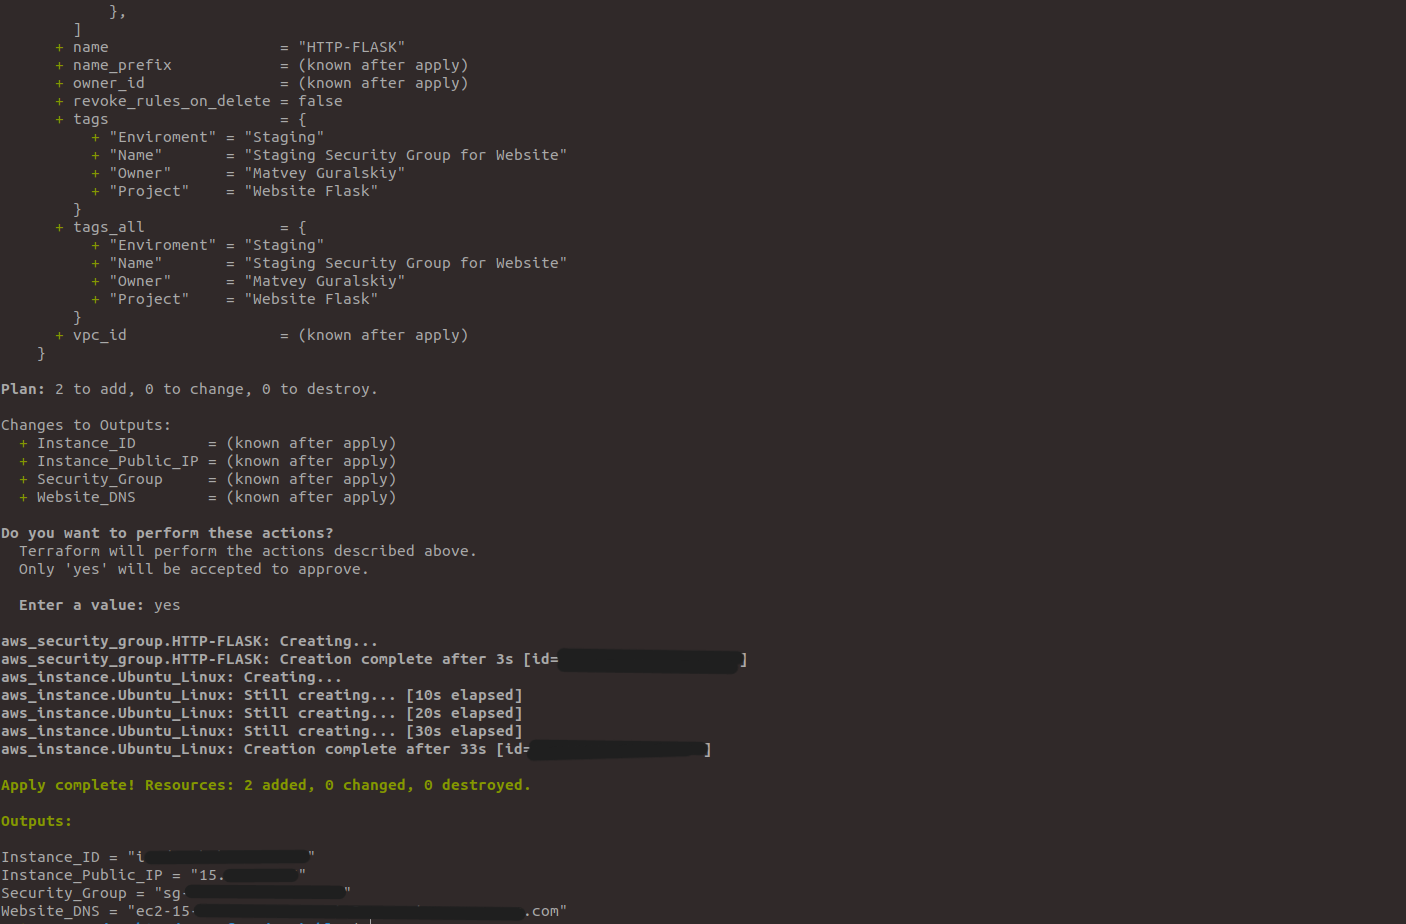 },
]
+ name = "HTTP-FLASK"
+ name_prefix = (known after apply)
+ owner_id = (known after apply)
+ revoke_rules_on_delete = false
+ tags = {
+ "Enviroment" = "Staging"
+ "Name" = "Staging Security Group for Website"
+ "Owner" = "Matvey Guralskiy"
+ "Project" = "Website Flask"
}
+ tags_all = {
+ "Enviroment" = "Staging"
+ "Name" = "Staging Security Group for Website"
+ "Owner" = "Matvey Guralskiy"
+ "Project" = "Website Flask"
}
+ vpc_id = (known after apply)
}
Plan: 2 to add, 0 to change, 0 to destroy.
Changes to Outputs:
+ Instance_ID = (known after apply)
+ Instance_Public_IP = (known after apply)
+ Security_Group = (known after apply)
+ Website_DNS = (known after apply)
Do you want to perform these actions?
Terraform will perform the actions described above.
Only 'yes' will be accepted to approve.
Enter a value: yes
aws_security_group.HTTP-FLASK: Creating...
aws_security_group.HTTP-FLASK: Creation complete after 3s [id= ]
aws_instance.Ubuntu_Linux: Creating...
aws_instance.Ubuntu_Linux: Still creating... [10s elapsed]
aws_instance.Ubuntu_Linux: Still creating... [20s elapsed]
aws_instance.Ubuntu_Linux: Still creating... [30s elapsed]
aws_instance.Ubuntu_Linux: Creation complete after 33s [id= ]
Apply complete! Resources: 2 added, 0 changed, 0 destroyed.
Outputs:
Instance_ID = "i "
Instance_Public_IP = "15. "
Security_Group = "sg- "
Website_DNS = "ec2-15- .com"